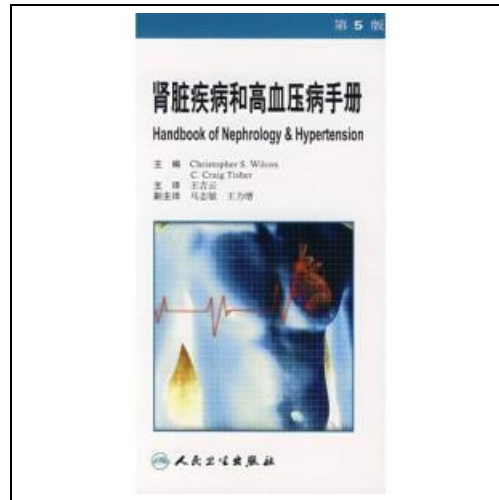 第 5 版
肾脏疾病和高血压病手册
Handbook of Nephrology & Hypertension
主 编 Christopher S. Wilcox
C. Craig Tisher
主 译 王吉云
副主译 马志敏 王力增
人民卫生出版社